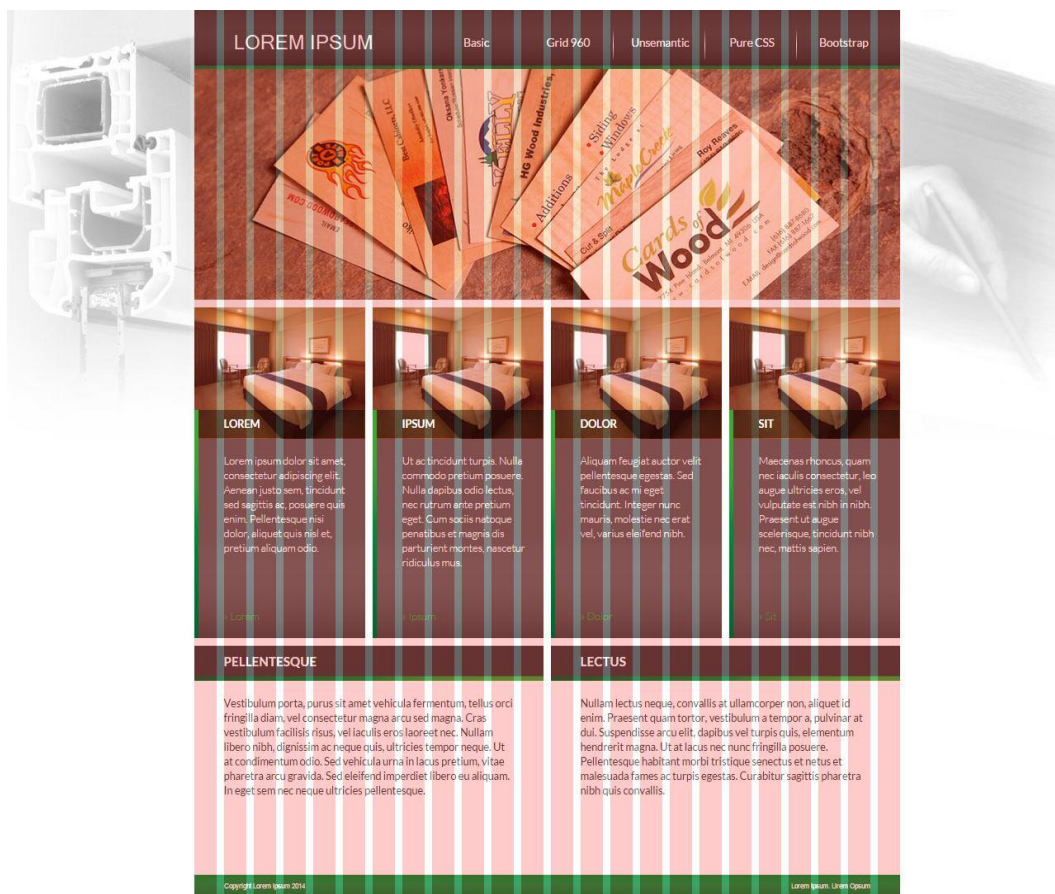 LOREM IPSUM
Basic
Grid 960
Unsemantic
Pure CSS
Bootstrap
HG Wood Industries,
Additions
Siding
Windows
MapleCreek
Cut & Split
Roy Reaves
Cards of
Wood
EMAIL
LOREM
Lorem ipsum dolor sit amet,
consectetur adipiscing elit.
Aenean justo sem, tincidunt
sed sagittis ac, posuere quis
enim. Pellentesque nisi
dolor, aliquet quis nisl et,
pretium aliquam odio.
» Lorem
IPSUM
Ut ac tincidunt turpis. Nulla
commodo pretium posuere.
Nulla dapibus odio lectus,
nec rutrum ante pretium
eget. Cum sociis natoque
penatibus et magnis dis
parturient montes, nascetur
ridiculus mus.
» Ipsum
DOLOR
Aliquam feugiat auctor velit
pellentesque egestas. Sed
faucibus ac mi eget
tincidunt. Integer nunc
mauris, molestie nec erat
vel, varius eleifend nibh.
» Dolor
SIT
Maecenas rhoncus, quam
nec iaculis consectetur, leo
augue ultricies eros, vel
vulputate est nibh in nibh.
Praesent ut augue
scelerisque, tincidunt nibh
nec, mattis sapien.
» Sit
PELLENTESQUE
Vestibulum porta, purus sit amet vehicula fermentum, tellus orci
fringilla diam, vel consectetur magna arcu sed magna. Cras
vestibulum facilisis risus, vel iaculis eros laoreet nec. Nullam
libero nibh, dignissim ac neque quis, ultricies tempor neque. Ut
at condimentum odio. Sed vehicula urna in lacus pretium, vitae
pharetra arcu gravida. Sed eleifend imperdiet libero eu aliquam.
In eget sem nec neque ultricies pellentesque.
LECTUS
Nullam lectus neque, convallis at ullamcorper non, aliquet id
enim. Praesent quam tortor, vestibulum a tempor a, pulvinar at
dui. Suspendisse arcu elit, dapibus vel turpis quis, elementum
hendrerit magna. Ut at lacus nec nunc fringilla posuere.
Pellentesque habitant morbi tristique senectus et netus et
malesuada fames ac turpis egestas. Curabitur sagittis pharetra
nibh quis convallis.
Copyright Lorem Ipsum 2014
Lorem Ipsum. Lirem Opsum